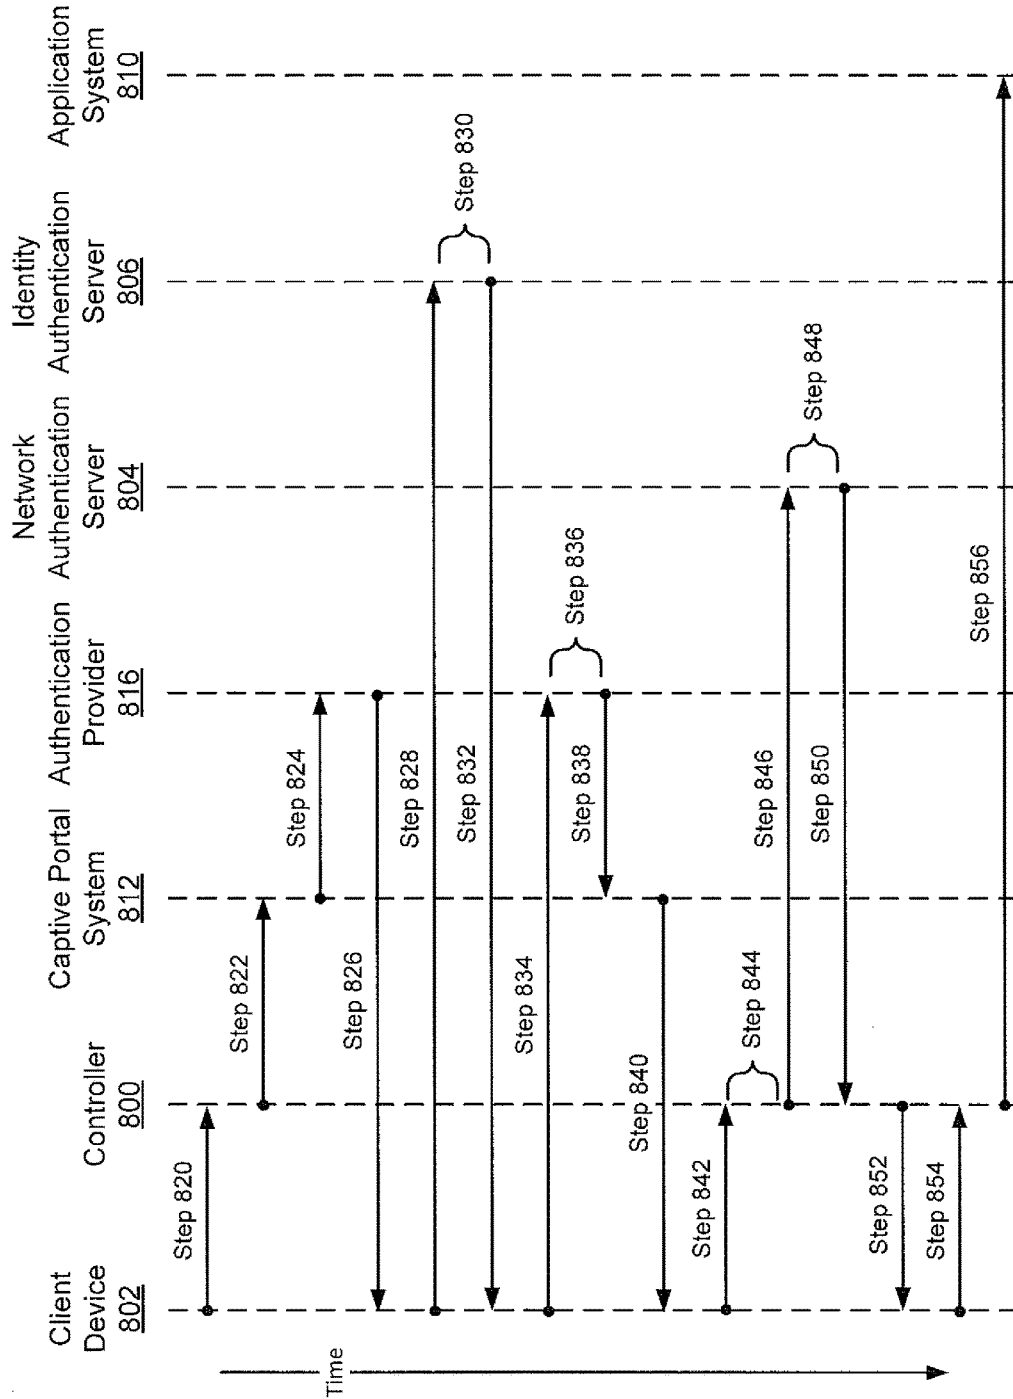 Client
Device
802
Controller
800
Captive Portal
System
812
Authentication
Provider
816
Network
Authentication
Server
804
Identity
Authentication
Server
806
Application
System
810
Time
Step 820
Step 822
Step 824
Step 826
Step 828
Step 830
Step 832
Step 834
Step 836
Step 838
Step 840
Step 842
Step 844
Step 846
Step 848
Step 850
Step 852
Step 854
Step 856